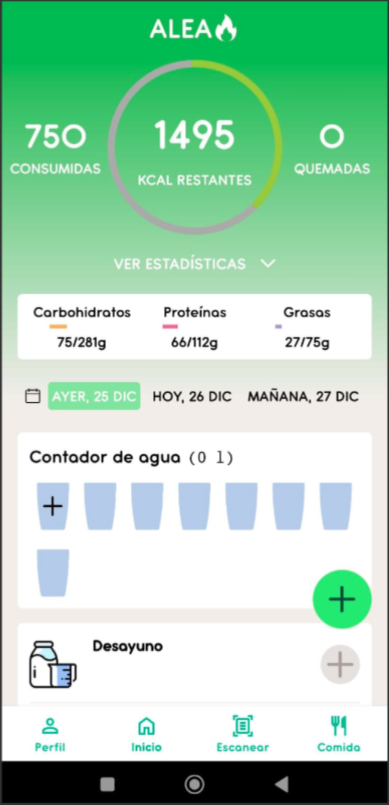 ALEA
750
CONSUMIDAS
1495
KCAL RESTANTES
0
QUEMADAS
VER ESTADÍSTICAS
Carbohidratos Proteínas Grasas
75/281g 66/112g 27/75g
AYER, 25 DIC HOY, 26 DIC MAÑANA, 27 DIC
Contador de agua (0 l)
Desayuno
Perfil Inicio Escanear Comida